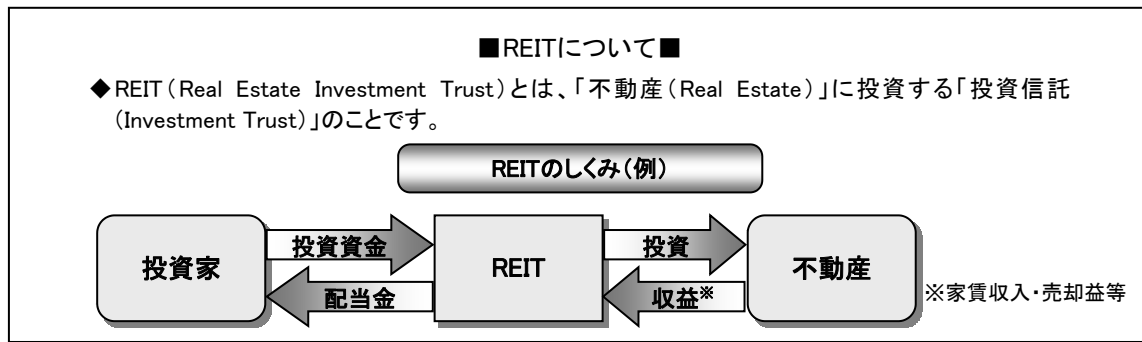 ■REITについて■
◆REIT(Real Estate Investment Trust)とは、「不動産(Real Estate)」に投資する「投資信託
(Investment Trust)」のことです。
REITのしくみ(例)
投資家
投資資金
配当金
REIT
投資
収益※
不動産
※家賃収入・売却益等